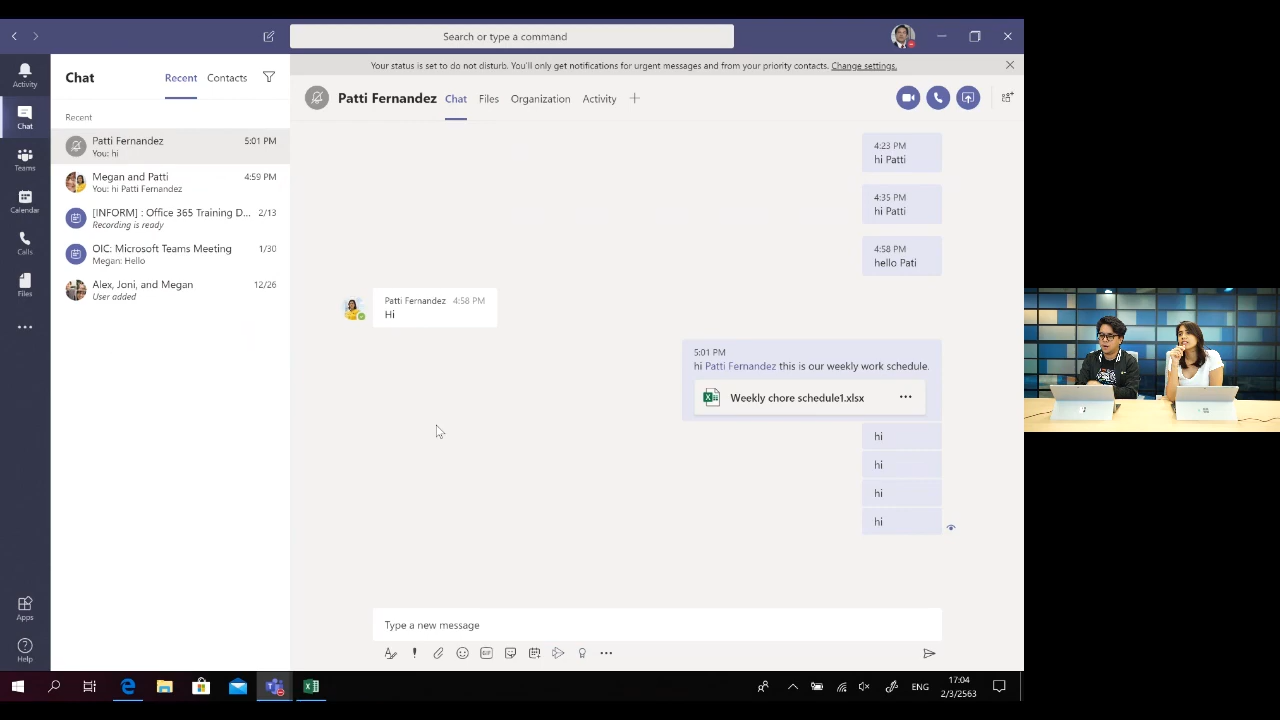 Search or type a command
Activity
Chat
Teams
Calendar
Calls
Files
Apps
Help
Chat
Recent
Contacts
Recent
Patti Fernandez
5:01 PM
You: hi
Megan and Patti
4:59 PM
You: hi Patti Fernandez
[INFORM] : Office 365 Training D...
2/13
Recording is ready
OIC: Microsoft Teams Meeting
1/30
Megan: Hello
Alex, Joni, and Megan
12/26
User added
Your status is set to do not disturb. You'll only get notifications for urgent messages and from your priority contacts. Change settings.
Patti Fernandez
Chat
Files
Organization
Activity
4:23 PM
hi Patti
4:35 PM
hi Patti
4:58 PM
hello Pati
Patti Fernandez 4:58 PM
Hi
5:01 PM
hi Patti Fernandez this is our weekly work schedule.
Weekly chore schedule1.xlsx
hi
hi
hi
hi
Type a new message
GIF
ENG
17:04
2/3/2563